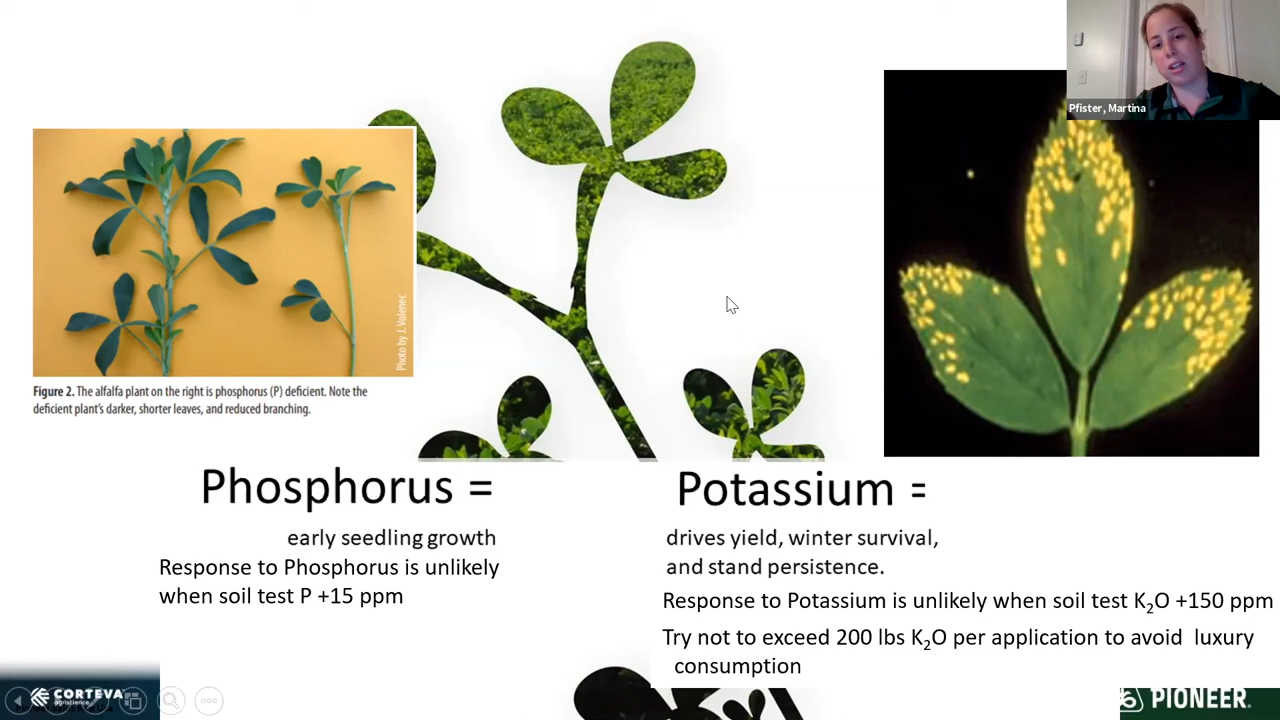 Pfister, Martina
Photo by J. Volenec
Figure 2. The alfalfa plant on the right is phosphorus (P) deficient. Note the
deficient plant's darker, shorter leaves, and reduced branching.
Phosphorus =
early seedling growth
Response to Phosphorus is unlikely
when soil test P +15 ppm
Potassium =
drives yield, winter survival,
and stand persistence.
Response to Potassium is unlikely when soil test K₂O +150 ppm
Try not to exceed 200 lbs K₂O per application to avoid luxury
consumption
CORTEVA
agriscience
PIONEER®